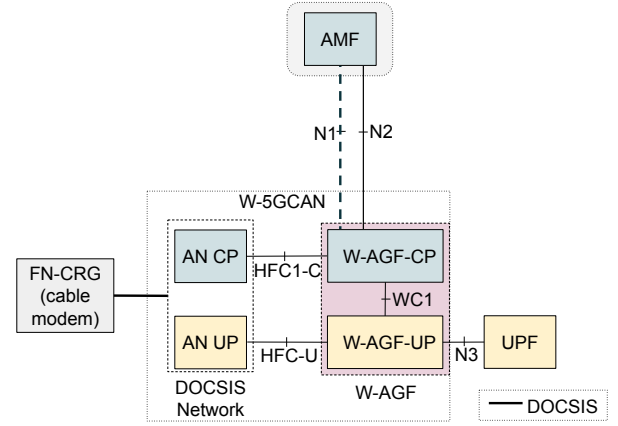 AMF
N1
N2
W-5GCAN
AN CP
HFC1-C
W-AGF-CP
FN-CRG
(cable
modem)
WC1
AN UP
HFC-U
W-AGF-UP
N3
UPF
DOCSIS
Network
W-AGF
DOCSIS